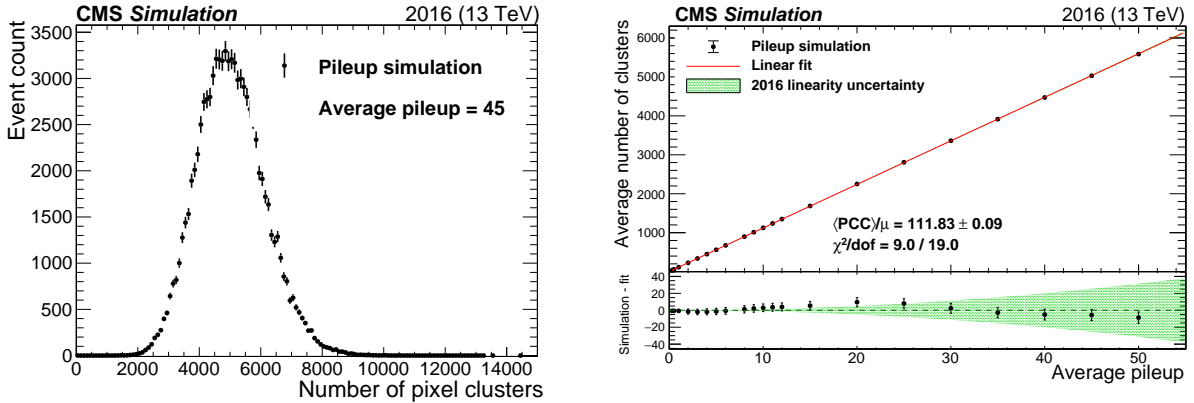 CMS Simulation 2016 (13 TeV)
Event count
3500
3000
2500
2000
1500
1000
500
0
Pileup simulation
Average pileup = 45
0 2000 4000 6000 8000 10000 12000 14000
Number of pixel clusters
CMS Simulation 2016 (13 TeV)
Average number of clusters
6000
5000
4000
3000
2000
1000
Pileup simulation
Linear fit
2016 linearity uncertainty
⟨PCC⟩/μ = 111.83 ± 0.09
χ²/dof = 9.0 / 19.0
Simulation - fit
40
20
0
−20
−40
0 10 20 30 40 50
Average pileup